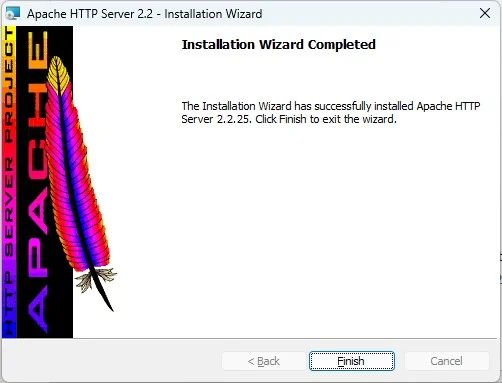 Apache HTTP Server 2.2 - Installation Wizard
HTTP SERVER PROJECT
APACHE
Installation Wizard Completed
The Installation Wizard has successfully installed Apache HTTP
Server 2.2.25. Click Finish to exit the wizard.
< Back
Finish
Cancel